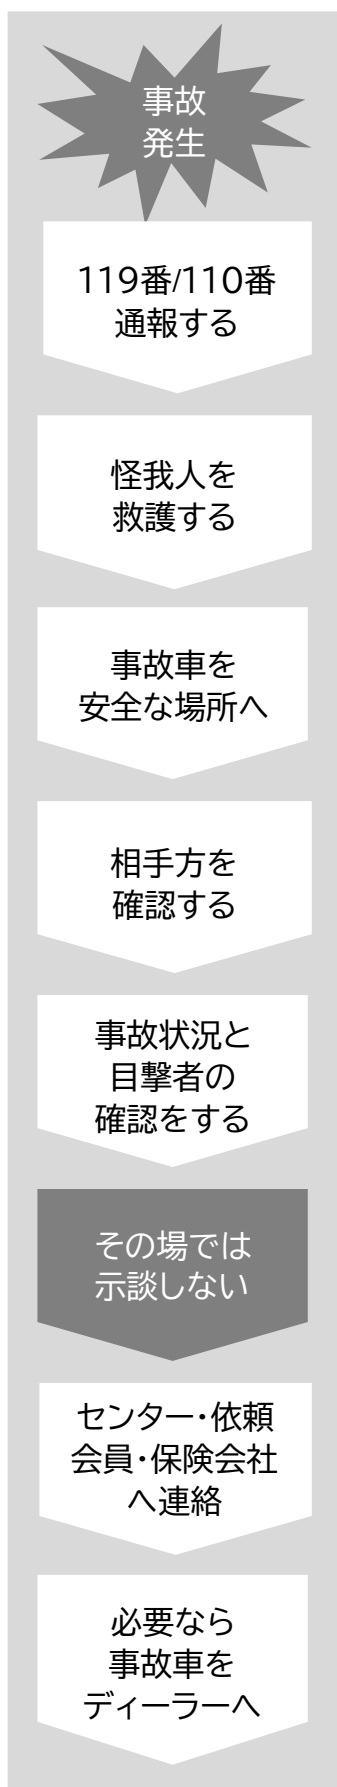 事故
発生
119番/110番
通報する
怪我人を
救護する
事故車を
安全な場所へ
相手方を
確認する
事故状況と
目撃者の
確認をする
その場では
示談しない
センター・依頼
会員・保険会社
へ連絡
必要なら
事故車を
ディーラーへ